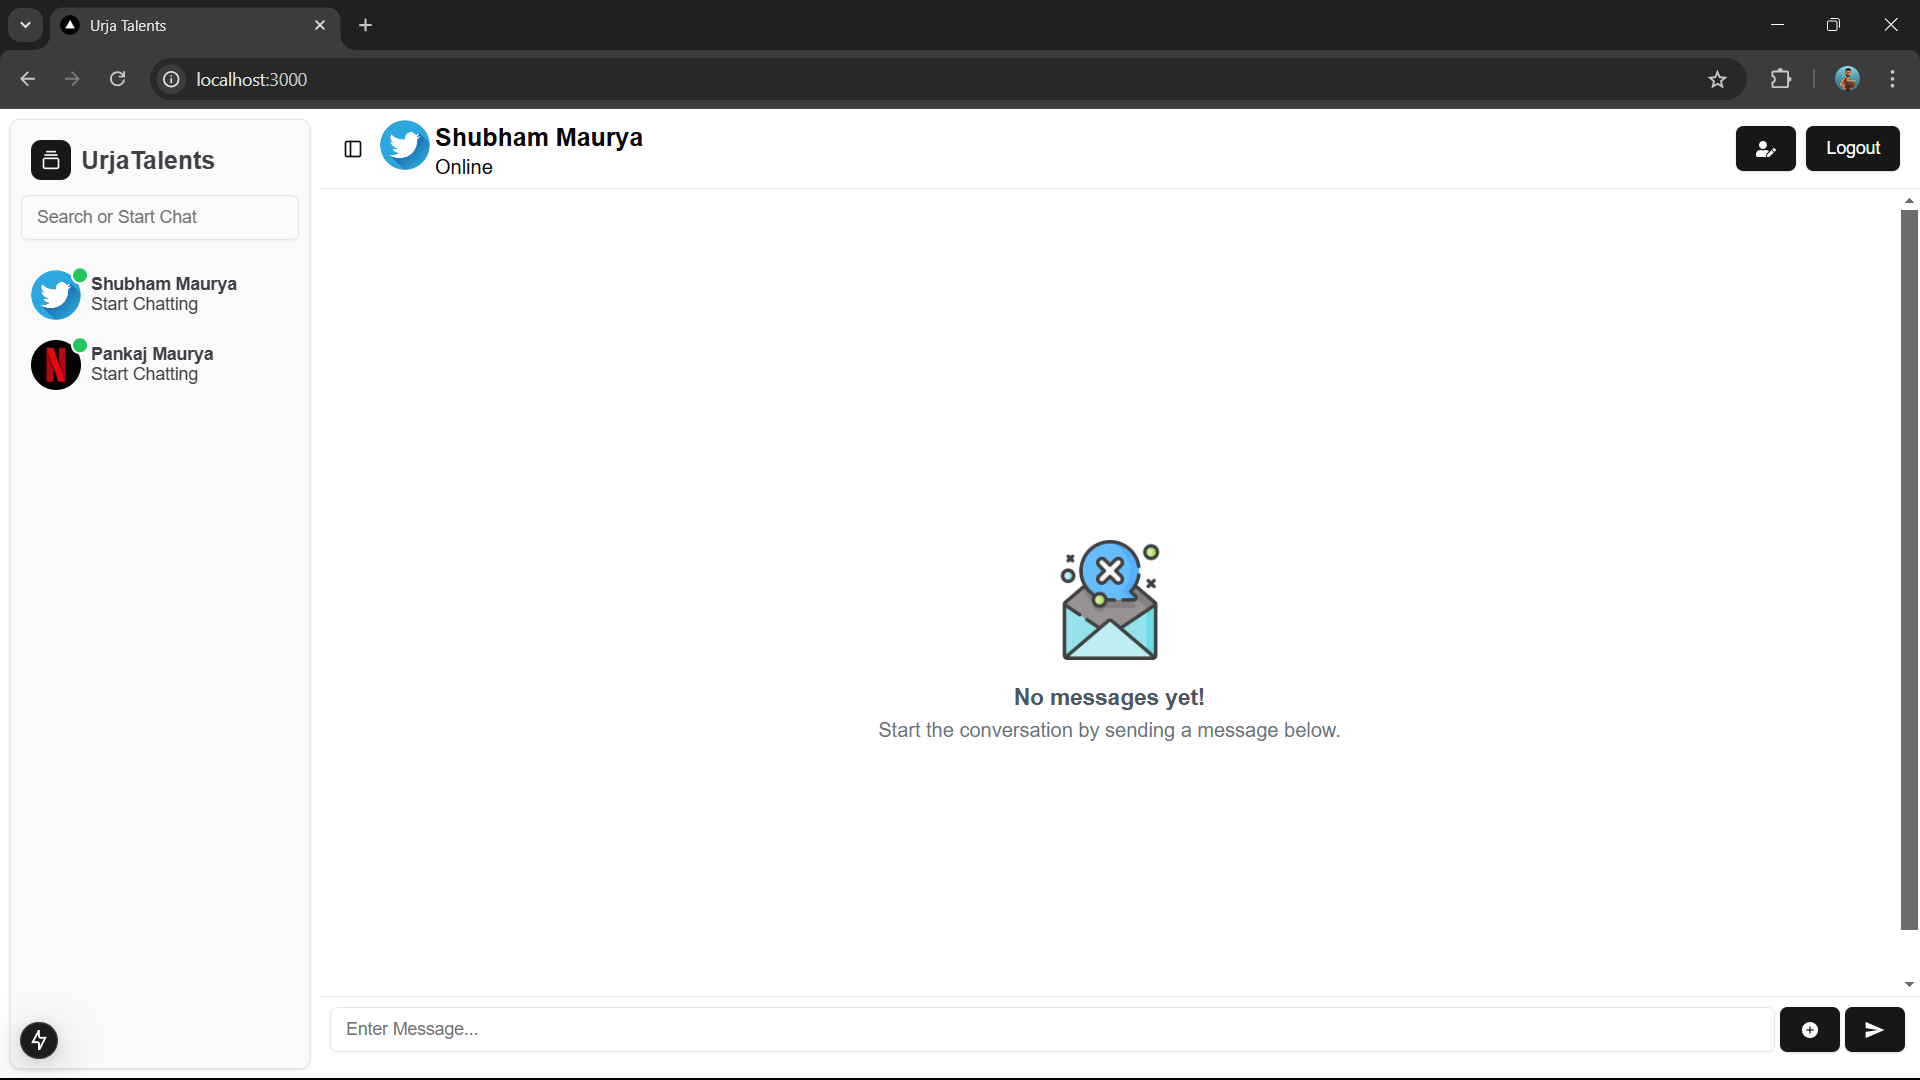 Urja Talents
localhost:3000
UrjaTalents
Search or Start Chat
Shubham Maurya
Start Chatting
Pankaj Maurya
Start Chatting
Shubham Maurya
Online
Logout
No messages yet!
Start the conversation by sending a message below.
Enter Message...